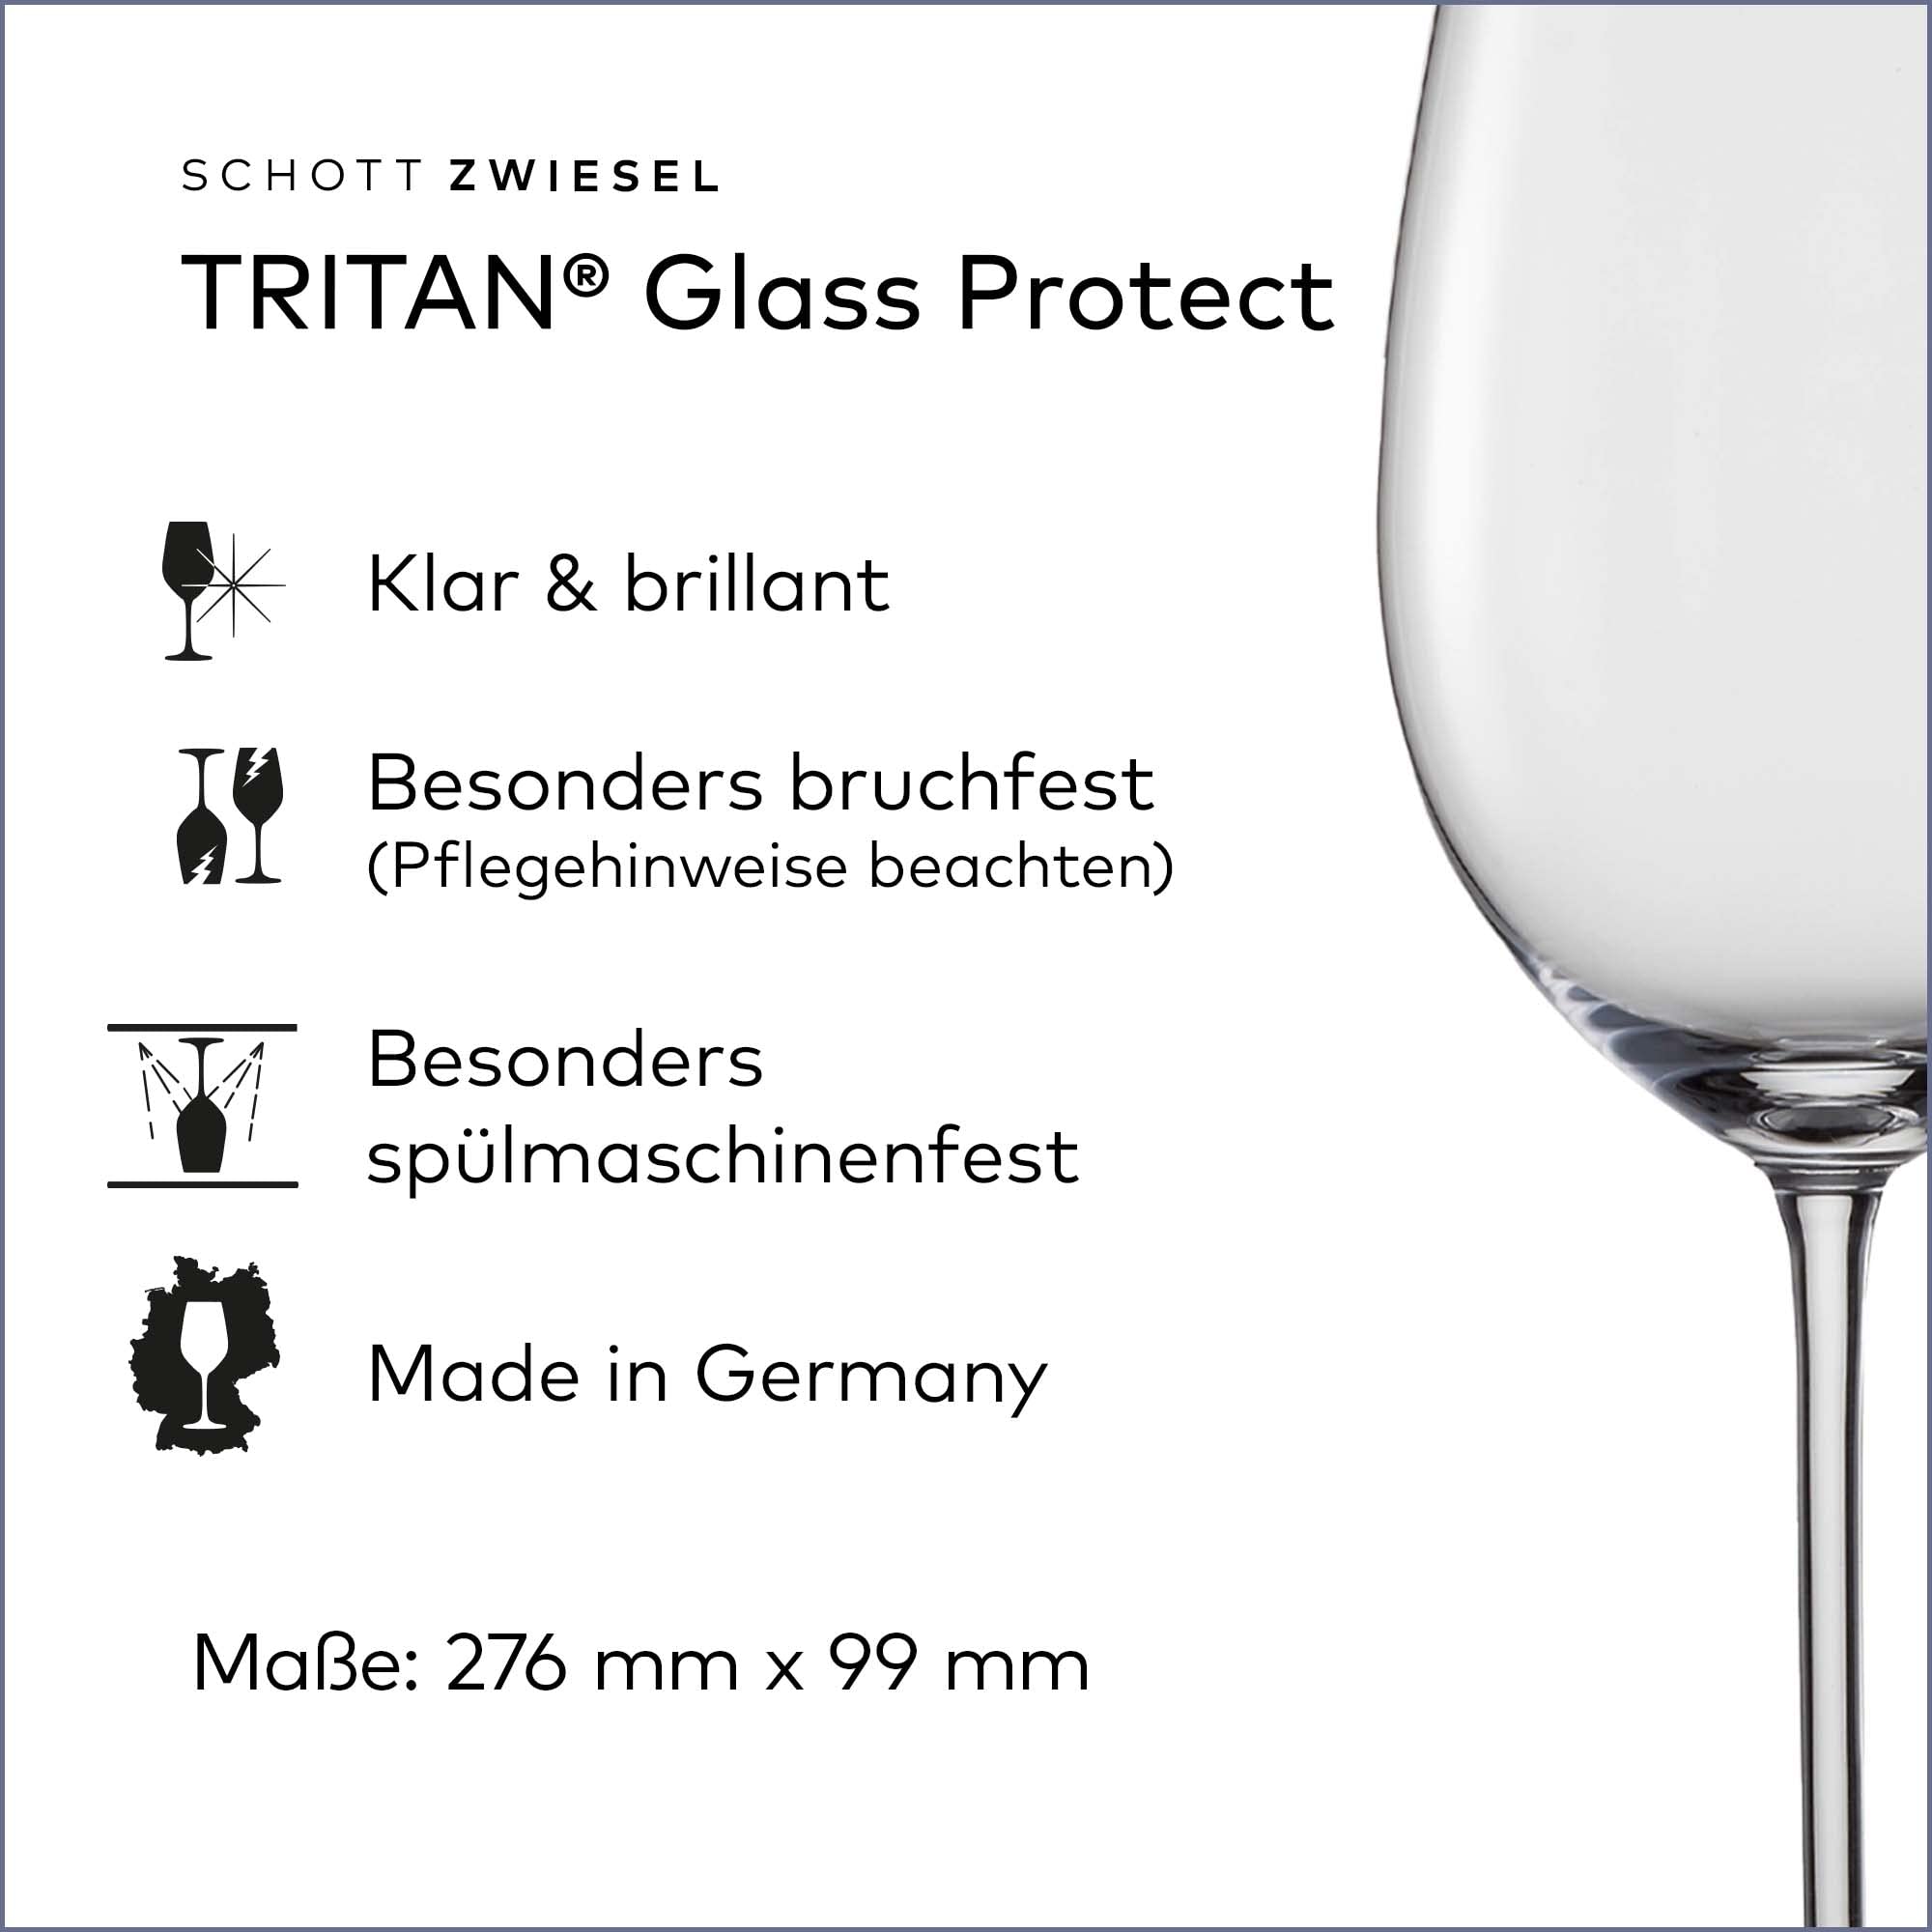 SCHOTT ZWIESEL
TRITAN® Glass Protect
Klar & brillant
Besonders bruchfest
(Pflegehinweise beachten)
Besonders
spülmaschinenfest
Made in Germany
Maße: 276 mm x 99 mm